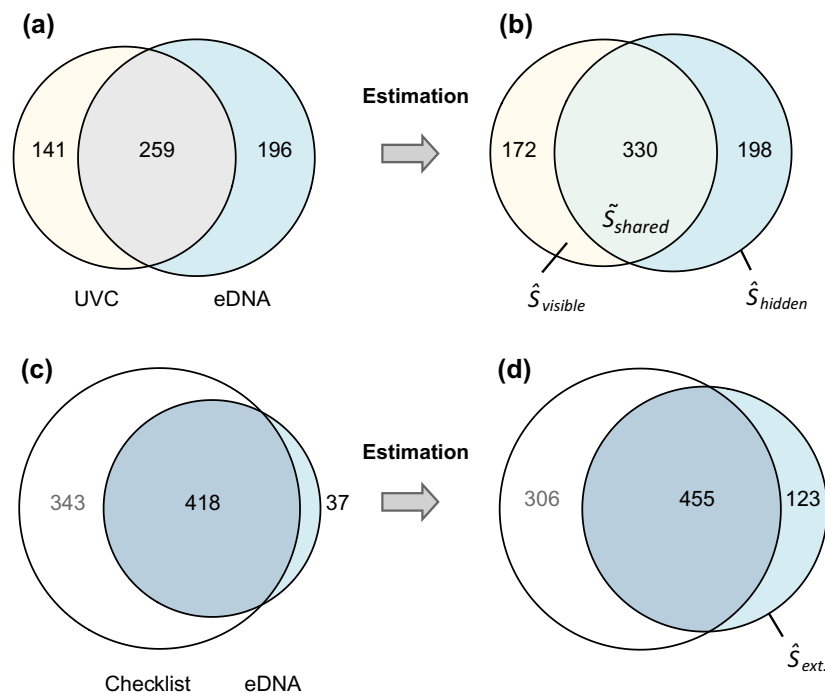 (a)
(b)
Estimation
141
259
196
172
330
198
S̃shared
UVC
eDNA
Ŝvisible
Ŝhidden
(c)
(d)
Estimation
343
418
37
306
455
123
Ŝext.
Checklist
eDNA